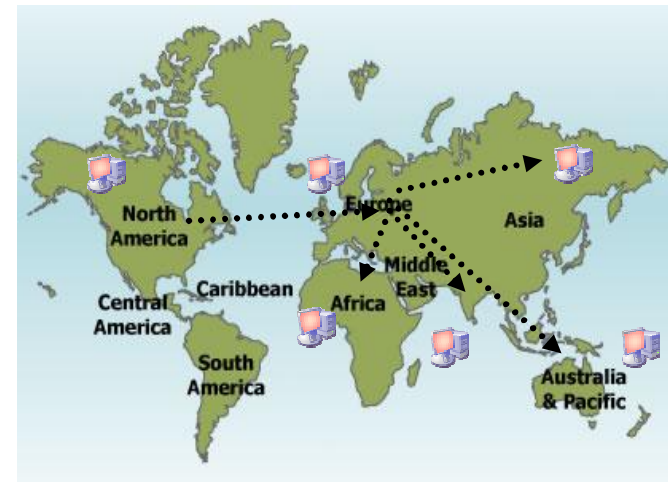 North
America
Europe
Asia
Middle
East
Caribbean
Central
America
Africa
South
America
Australia
& Pacific